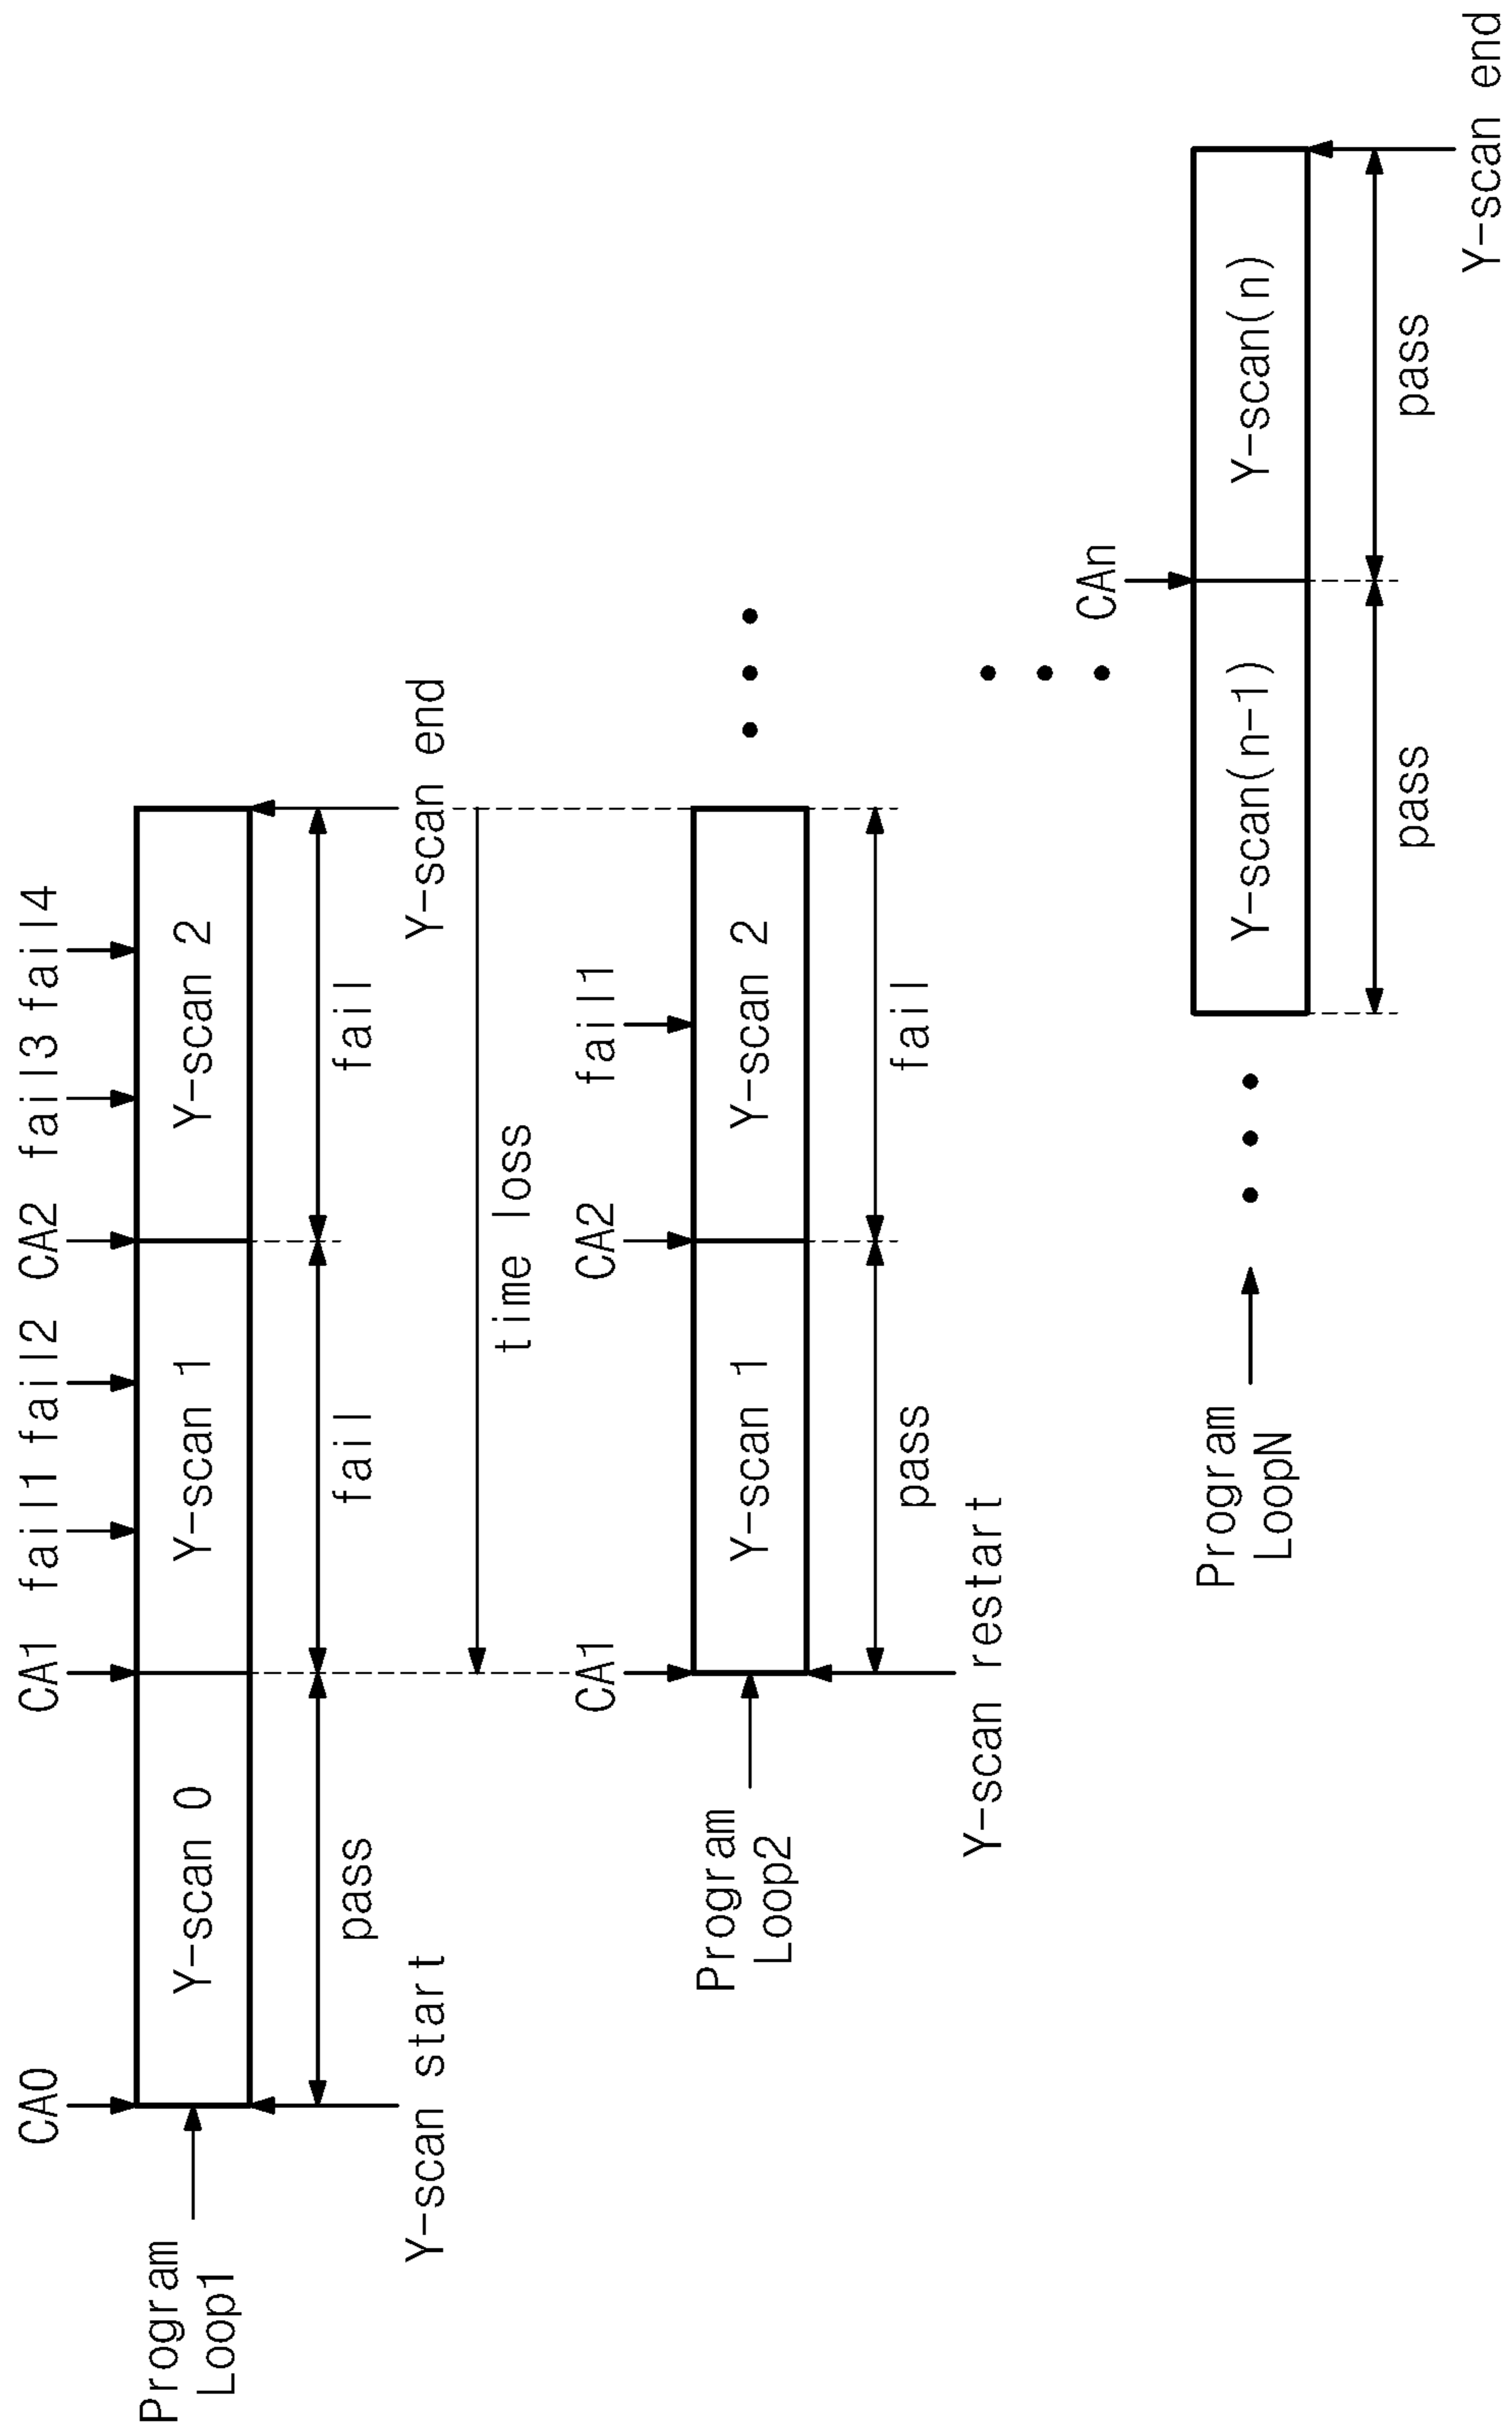 CA0
CA1
fail1
fail2
CA2
fail3
fail4
Program
Loop1
Y-scan 0
Y-scan 1
Y-scan 2
pass
fail
fail
Y-scan start
Y-scan end
time loss
CA1
CA2
fail1
Program
Loop2
Y-scan 1
Y-scan 2
pass
fail
Y-scan restart
CAn
Program
LoopN
Y-scan(n-1)
Y-scan(n)
pass
pass
Y-scan end